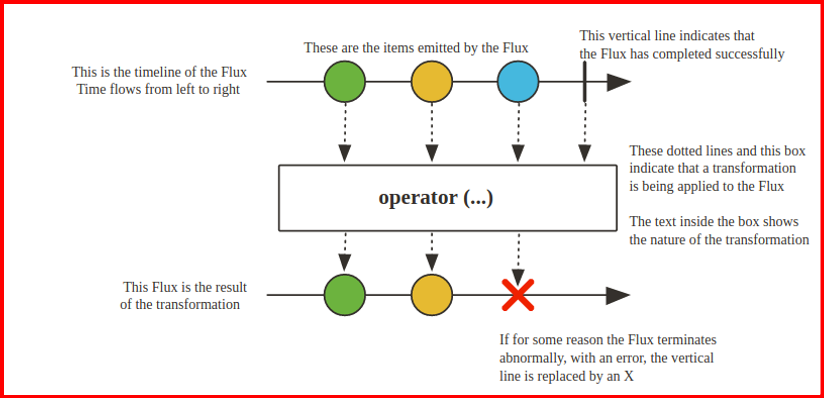 These are the items emitted by the Flux
This vertical line indicates that
the Flux has completed successfully
This is the timeline of the Flux
Time flows from left to right
These dotted lines and this box
indicate that a transformation
is being applied to the Flux
The text inside the box shows
the nature of the transformation
operator (...)
This Flux is the result
of the transformation
If for some reason the Flux terminates
abnormally, with an error, the vertical
line is replaced by an X